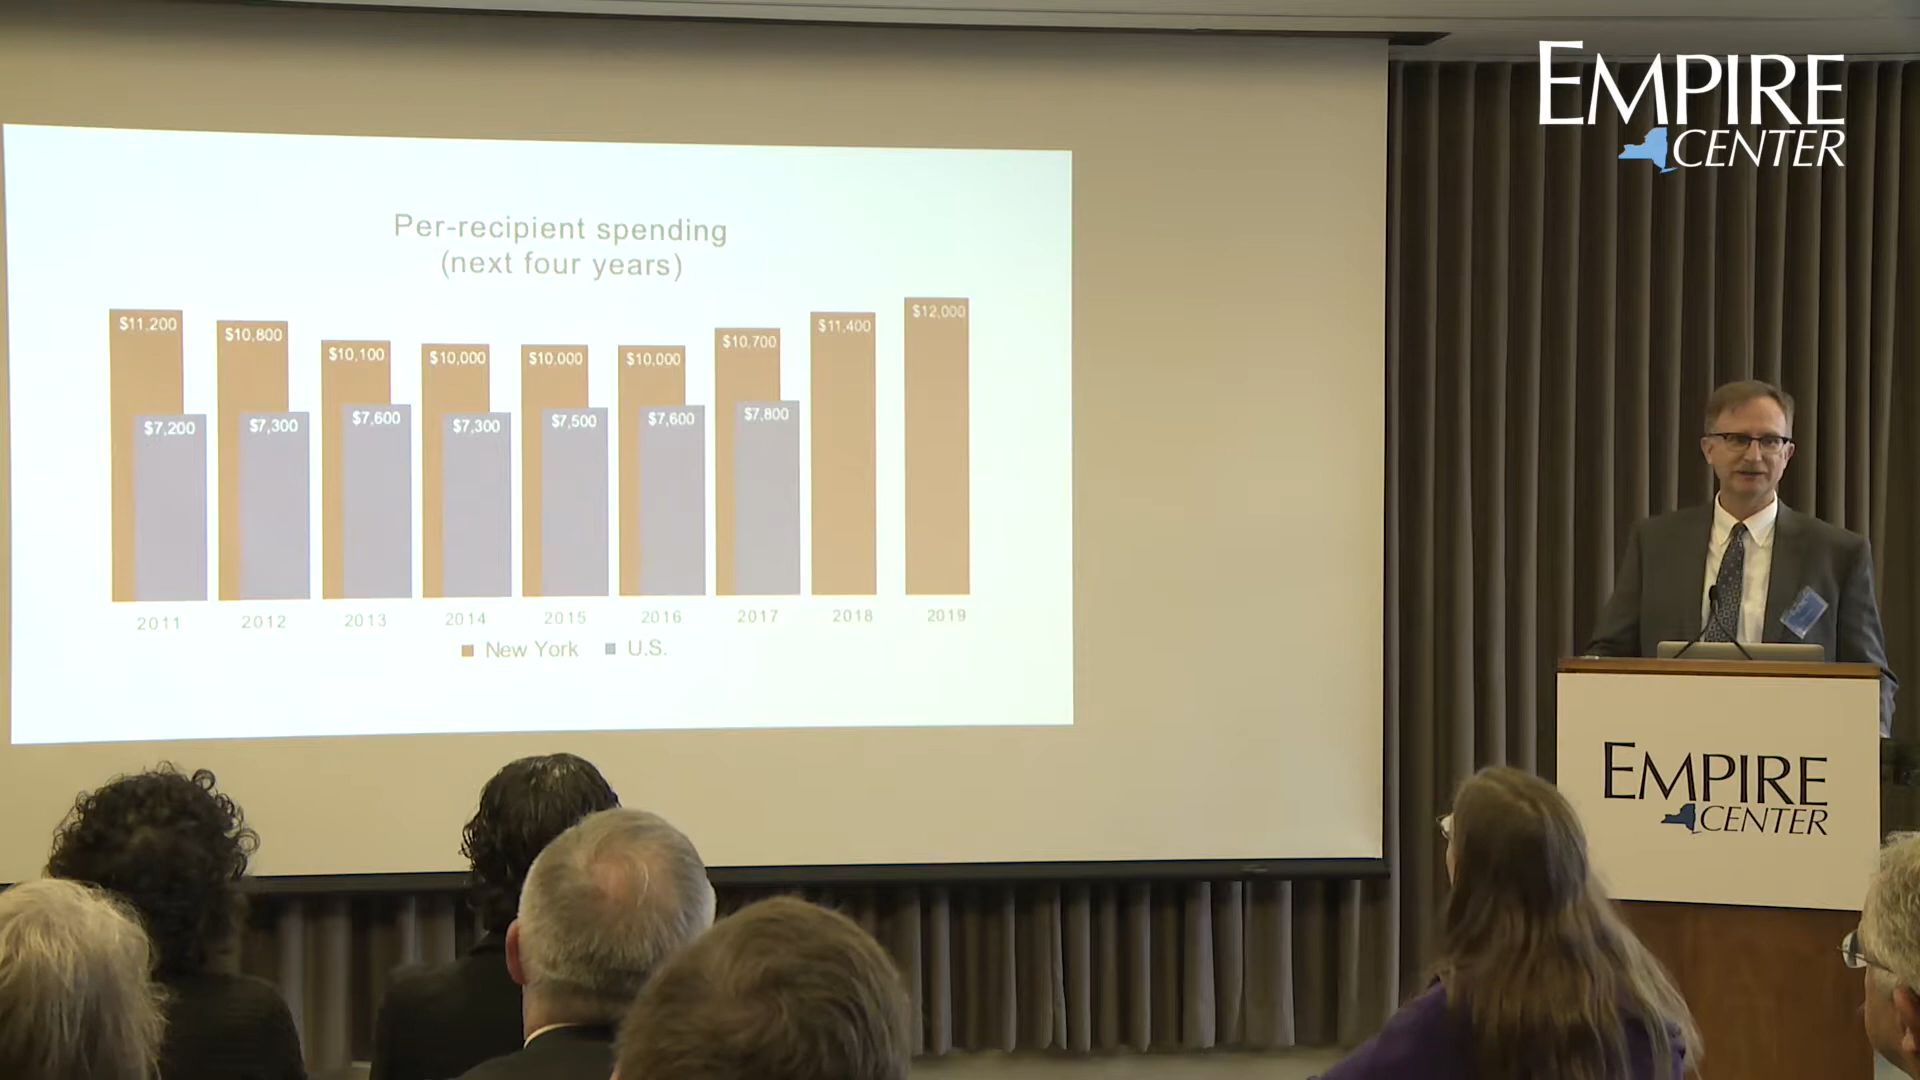 EMPIRE
CENTER
Per-recipient spending
(next four years)
$11,200 $10,800 $10,100 $10,000 $10,000 $10,000 $10,700 $11,400 $12,000
$7,200 $7,300 $7,600 $7,300 $7,500 $7,600 $7,800
2011 2012 2013 2014 2015 2016 2017 2018 2019
New York U.S.
EMPIRE
CENTER